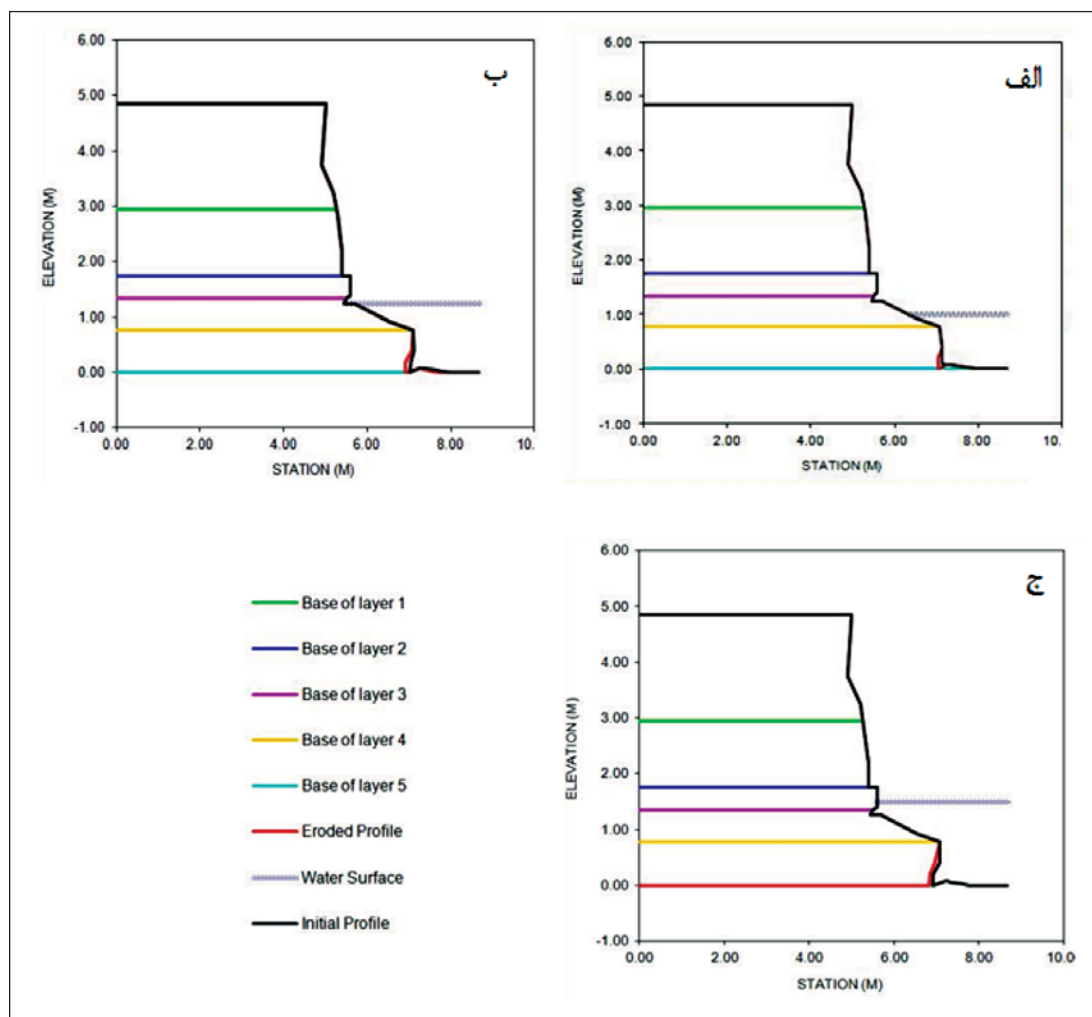 الف
6.00
5.00
4.00
3.00
2.00
1.00
0.00
-1.00
ELEVATION (M)
0.00 2.00 4.00 6.00 8.00 10.
STATION (M)
ب
6.00
5.00
4.00
3.00
2.00
1.00
0.00
-1.00
ELEVATION (M)
0.00 2.00 4.00 6.00 8.00 10.
STATION (M)
ج
6.00
5.00
4.00
3.00
2.00
1.00
0.00
-1.00
ELEVATION (M)
0.00 2.00 4.00 6.00 8.00 10.0
STATION (M)
Base of layer 1
Base of layer 2
Base of layer 3
Base of layer 4
Base of layer 5
Eroded Profile
Water Surface
Initial Profile